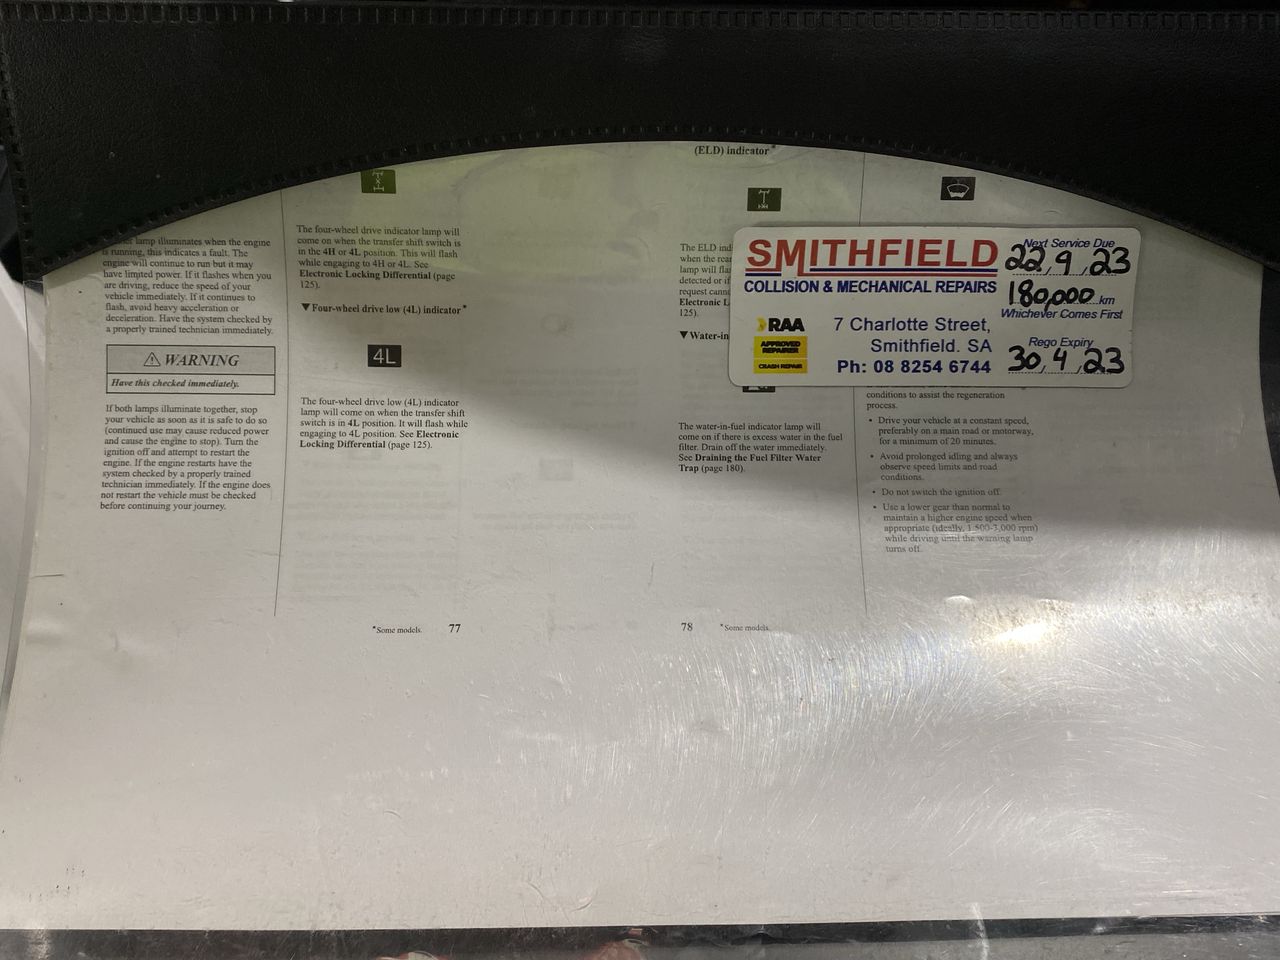 lamp illuminates when the engine
is running, this indicates a fault. The
engine will continue to run but it may
have limited power. If it flashes when you
are driving, reduce the speed of your
vehicle immediately. If it continues to
flash, avoid heavy acceleration or
deceleration. Have the system checked by
a properly trained technician immediately.
WARNING
Have this checked immediately.
If both lamps illuminate together, stop
your vehicle as soon as it is safe to do so
(continued use may cause reduced power
and cause the engine to stop). Turn the
ignition off and attempt to restart the
engine. If the engine restarts have the
system checked by a properly trained
technician immediately. If the engine does
not restart the vehicle must be checked
before continuing your journey.
The four-wheel drive indicator lamp will
come on when the transfer shift switch is
in the 4H or 4L position. This will flash
while engaging to 4H or 4L. See
Electronic Locking Differential (page
125).
▼ Four-wheel drive low (4L) indicator*
4L
The four-wheel drive low (4L) indicator
lamp will come on when the transfer shift
switch is in 4L position. It will flash while
engaging to 4L position. See Electronic
Locking Differential (page 125).
*Some models. 77
(ELD) indicator*
The ELD
when the
lamp will
detected or
request
Electronic
125).
▼ Water-in
The water-in-fuel indicator lamp will
come on if there is excess water in the fuel
filter. Drain off the water immediately.
See Draining the Fuel Filter Water
Trap (page 180).
78 *Some models.
SMITHFIELD
COLLISION & MECHANICAL REPAIRS
RAA
APPROVED
REPAIRER
CRASH REPAIR
7 Charlotte Street,
Smithfield. SA
Ph: 08 8254 6744
Next Service Due
22, 9, 23
180,000 km
Whichever Comes First
Rego Expiry
30, 4, 23
conditions to assist the regeneration
process.
• Drive your vehicle at a constant speed,
preferably on a main road or motorway,
for a minimum of 20 minutes.
• Avoid prolonged idling and always
observe speed limits and road
conditions.
• Do not switch the ignition off.
• Use a lower gear than normal to
maintain a higher engine speed when
appropriate (ideally, 1,500-3,000 rpm)
while driving until the warning lamp
turns off.